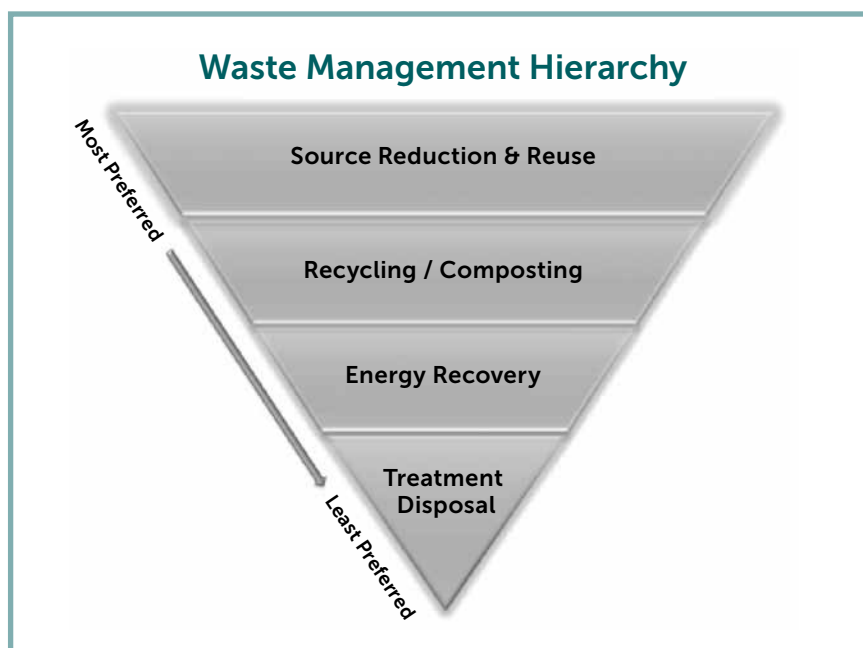 Waste Management Hierarchy
Most Preferred
Source Reduction & Reuse
Recycling / Composting
Energy Recovery
Treatment
Disposal
Least Preferred